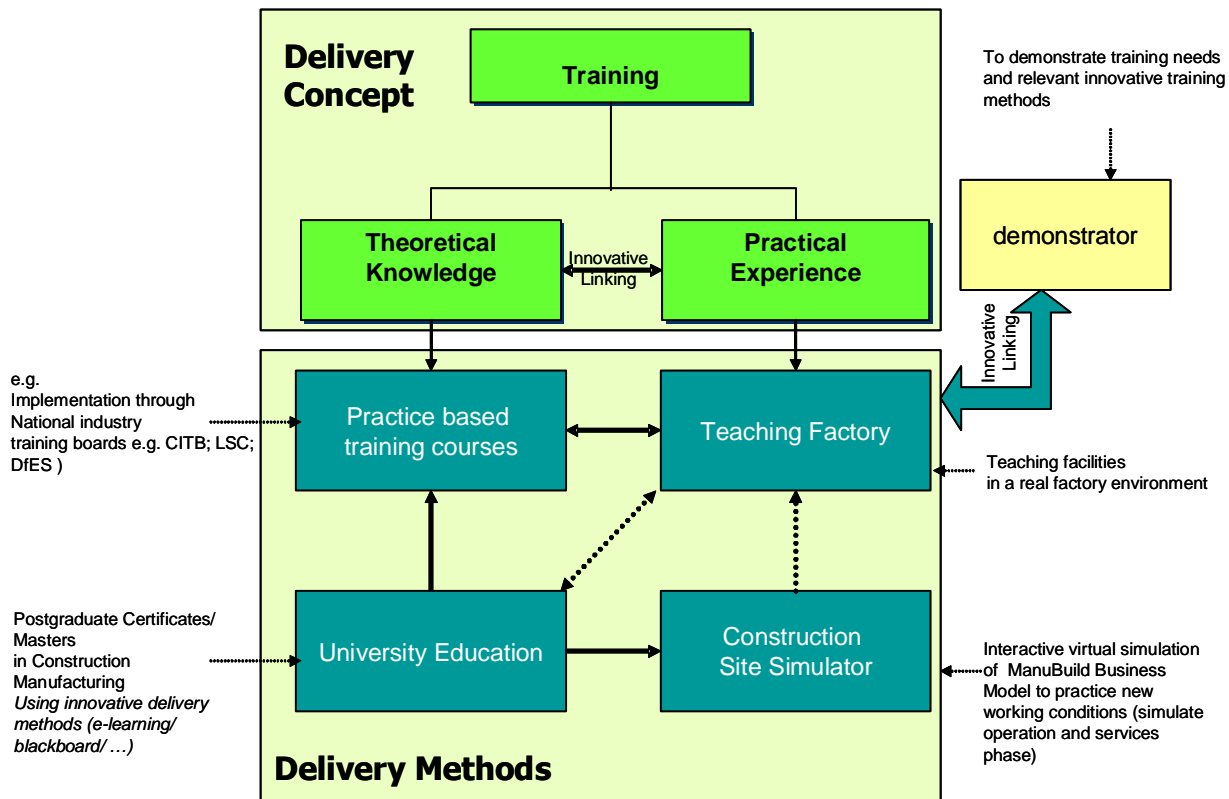 Delivery
Concept
Training
To demonstrate training needs
and relevant innovative training
methods
Theoretical
Knowledge
Innovative
Linking
Practical
Experience
demonstrator
Innovative
Linking
e.g.
Implementation through
National industry
training boards e.g. CITB; LSC;
DfES )
Practice based
training courses
Teaching Factory
Teaching facilities
in a real factory environment
Postgraduate Certificates/
Masters
in Construction
Manufacturing
Using innovative delivery
methods (e-learning/
blackboard/ …)
University Education
Construction
Site Simulator
Interactive virtual simulation
of ManuBuild Business
Model to practice new
working conditions (simulate
operation and services
phase)
Delivery Methods